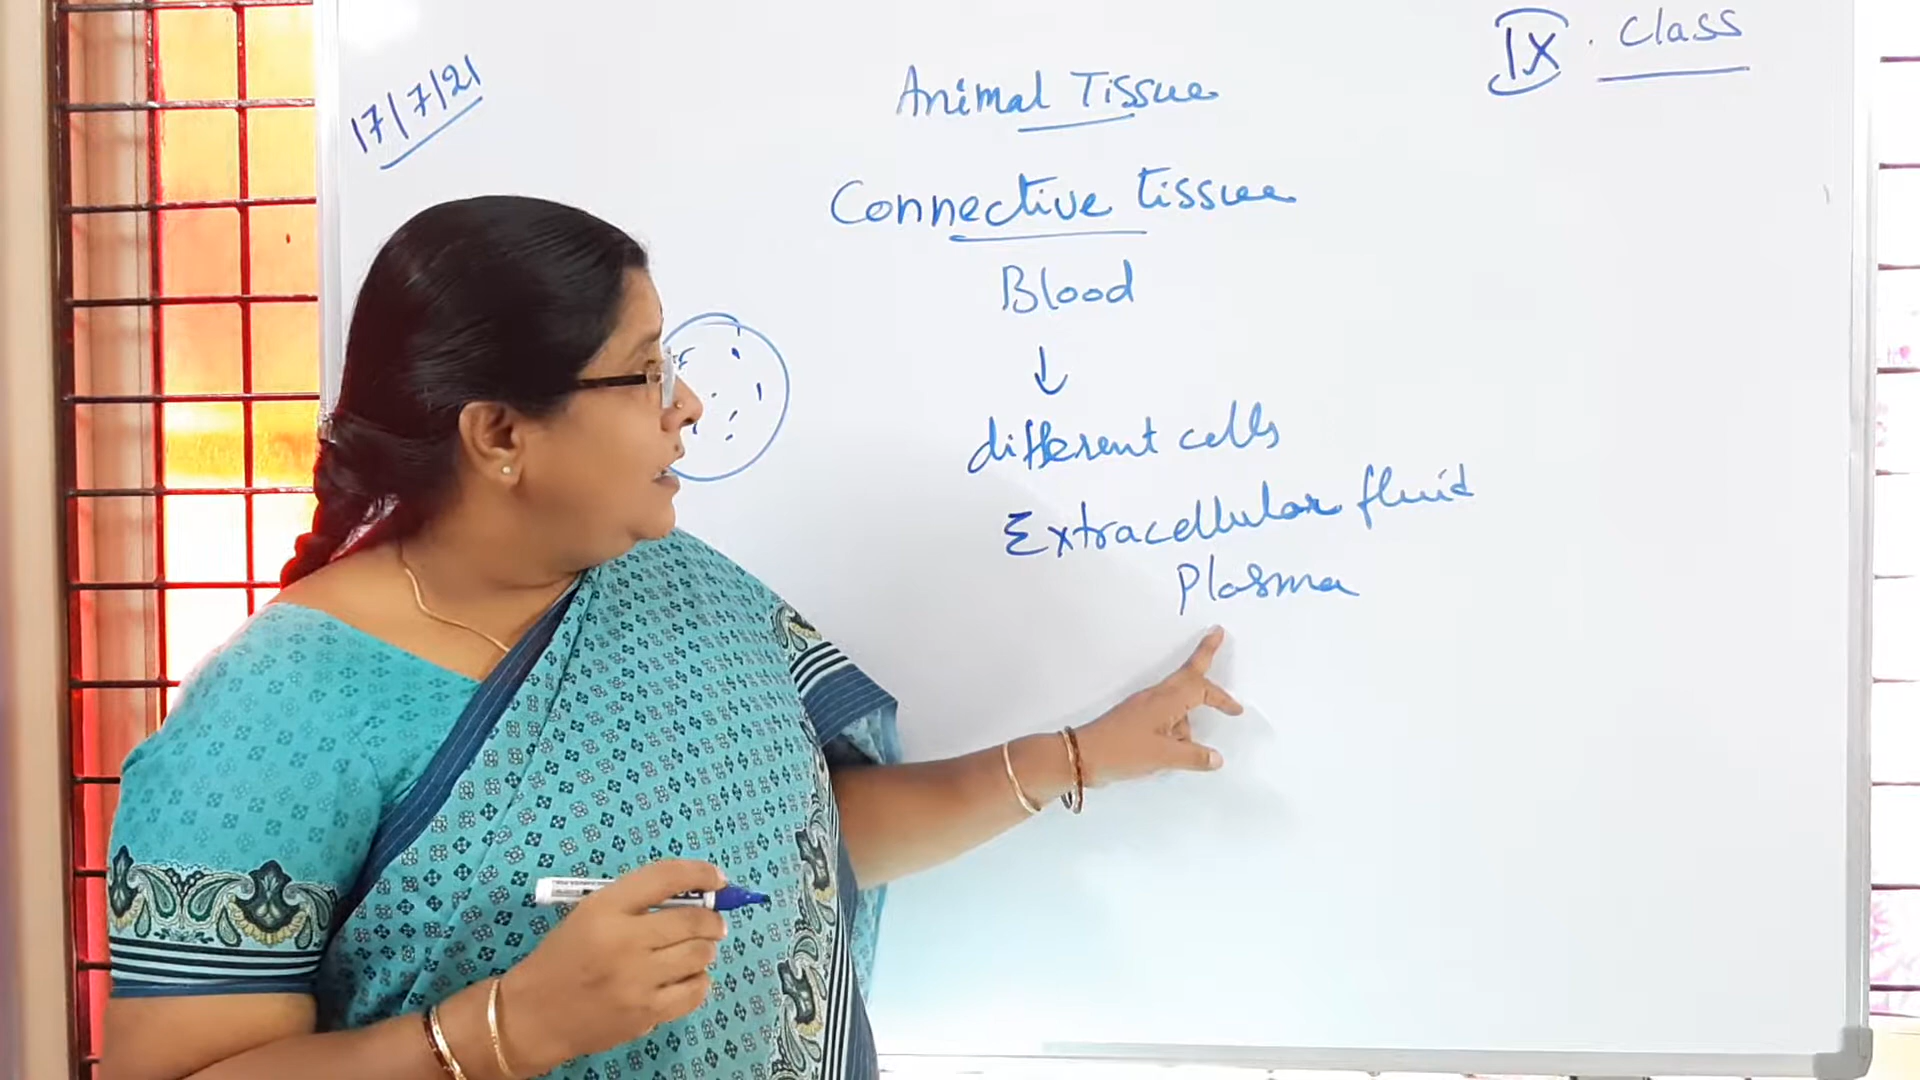 IX. Class
17/7/21
Animal Tissue
Connective tissue
Blood
↓
different cells
Extracellular fluid
Plasma